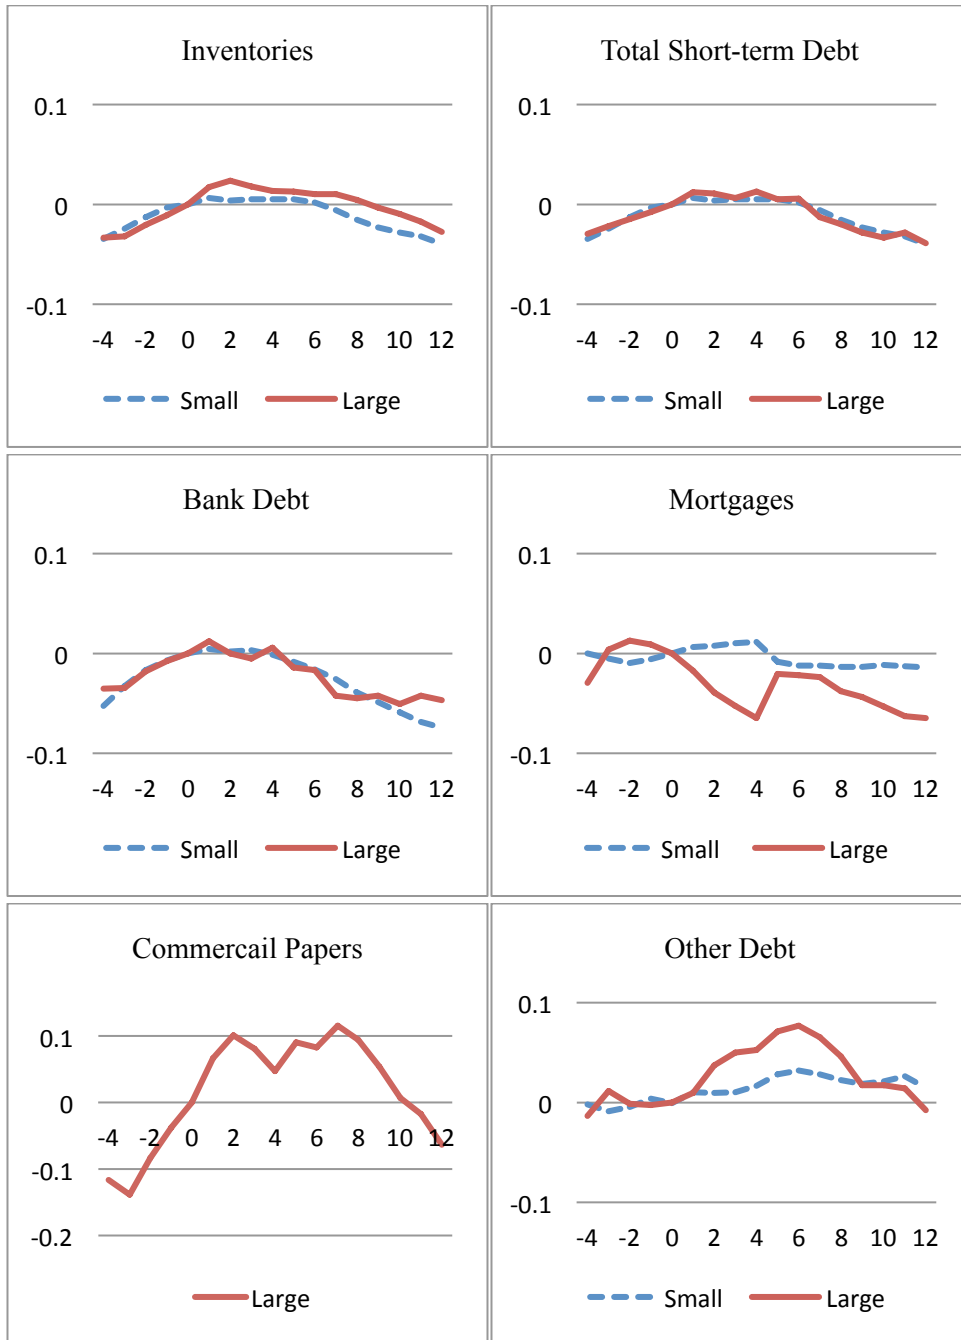 Inventories
0.1
0
-0.1
-4 -2 0 2 4 6 8 10 12
Small Large
Total Short-term Debt
0.1
0
-0.1
-4 -2 0 2 4 6 8 10 12
Small Large
Bank Debt
0.1
0
-0.1
-4 -2 0 2 4 6 8 10 12
Small Large
Mortgages
0.1
0
-0.1
-4 -2 0 2 4 6 8 10 12
Small Large
Commercail Papers
0.1
0
-4 -2 0 2 4 6 8 10 12
-0.1
-0.2
Large
Other Debt
0.1
0
-0.1
-4 -2 0 2 4 6 8 10 12
Small Large